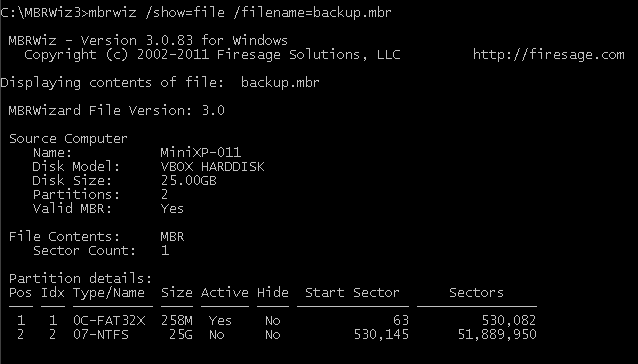 C:\MBRWiz3>mbrwiz /show=file /filename=backup.mbr
MBRWiz - Version 3.0.83 for Windows
Copyright (c) 2002-2011 Firesage Solutions, LLC http://firesage.com
Displaying contents of file: backup.mbr
MBRWizard File Version: 3.0
Source Computer
Name: MiniXP-011
Disk Model: VBOX HARDDISK
Disk Size: 25.00GB
Partitions: 2
Valid MBR: Yes
File Contents: MBR
Sector Count: 1
Partition details:
Pos Idx Type/Name Size Active Hide Start Sector Sectors
1 1 0C-FAT32X 258M Yes No 63 530,082
2 2 07-NTFS 25G No No 530,145 51,889,950